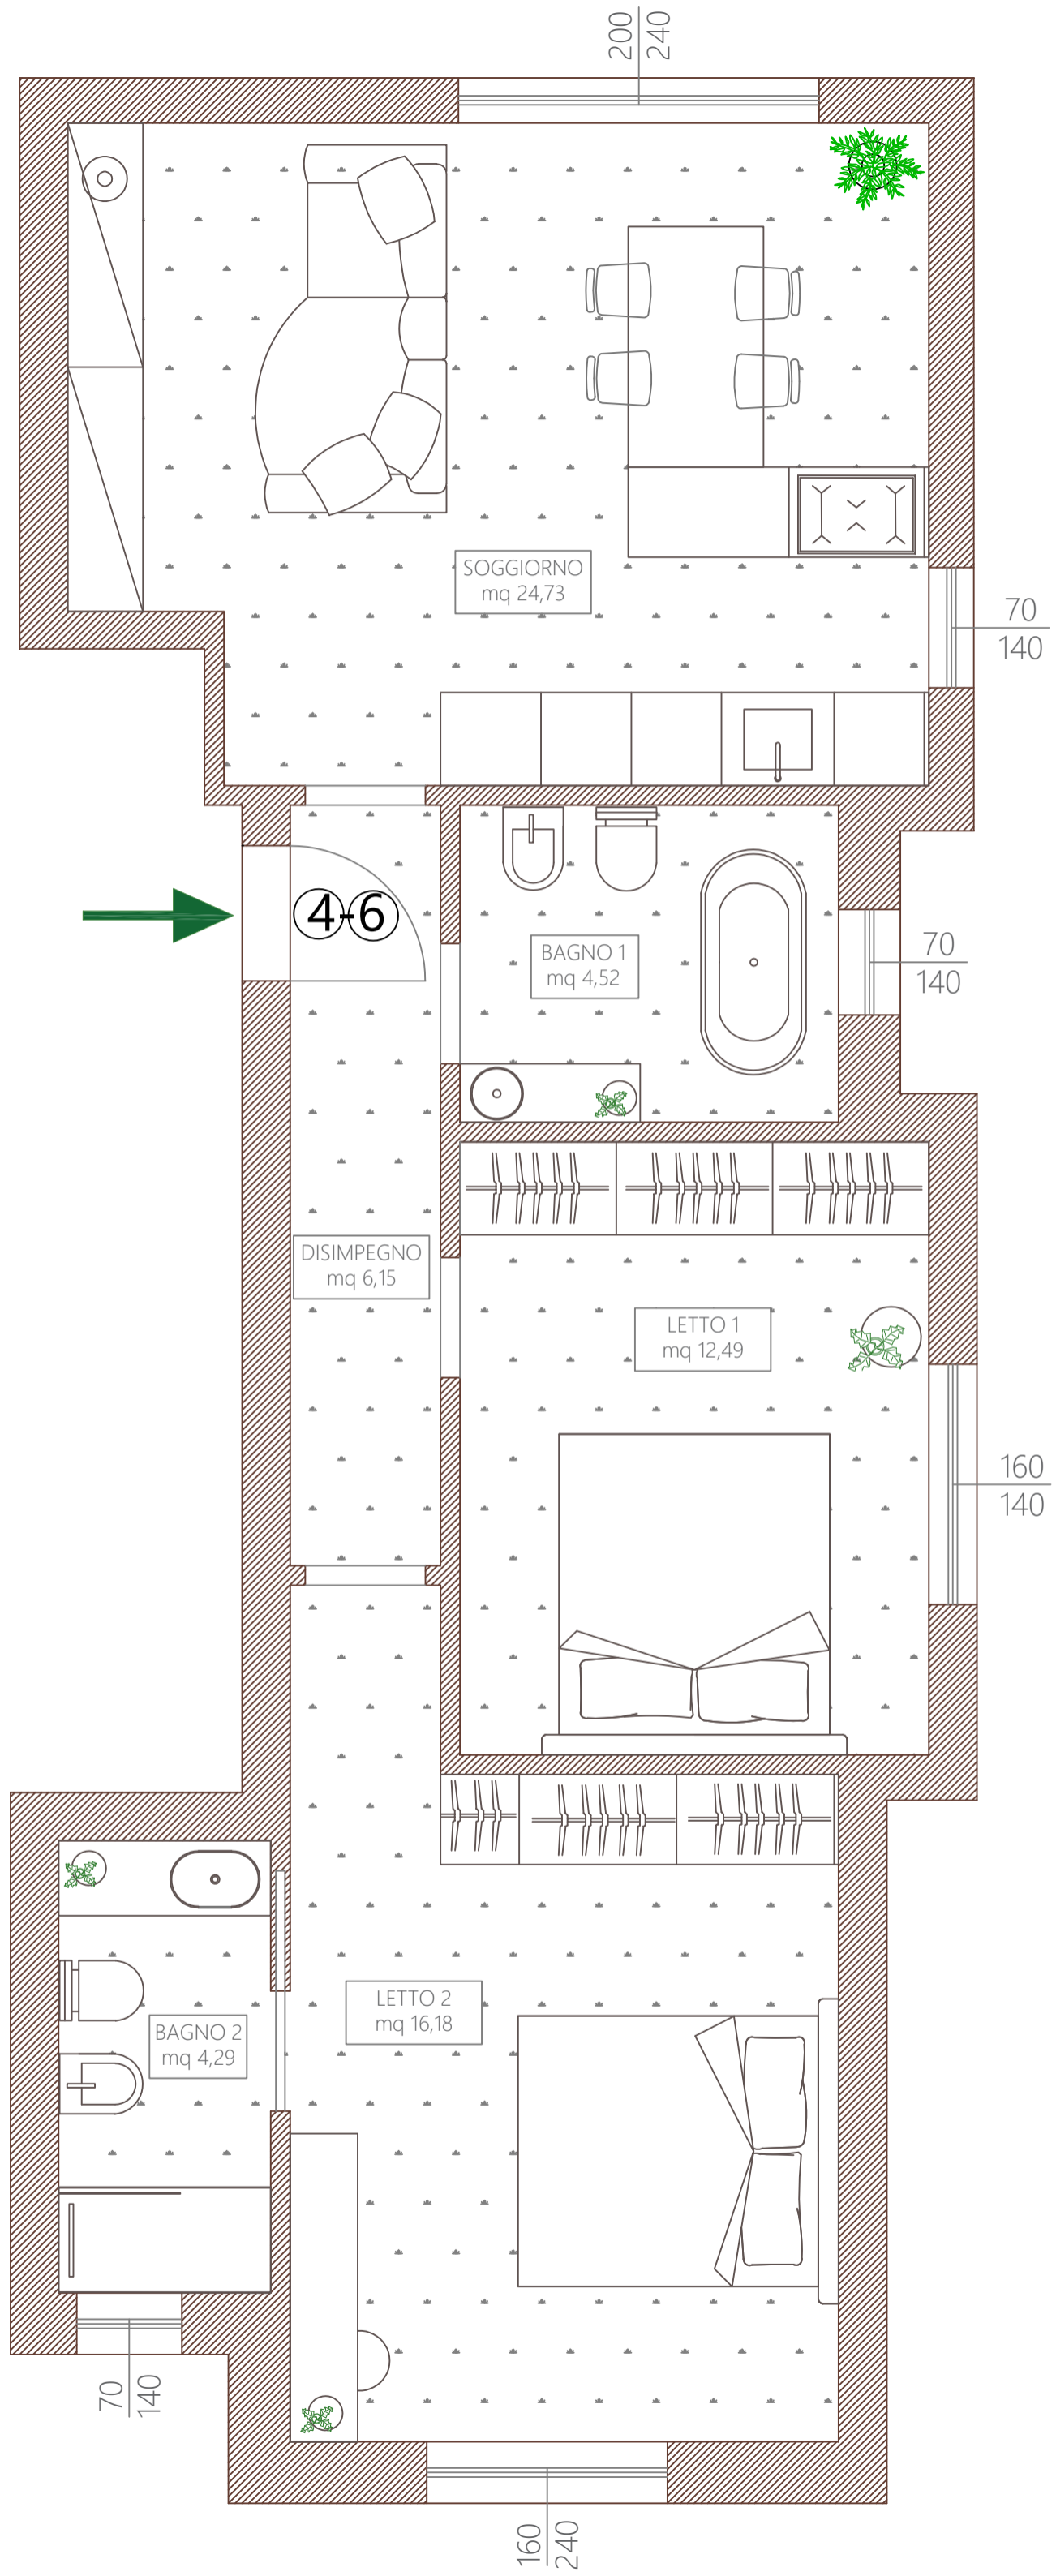 200
240
SOGGIORNO
mq 24,73
70
140
4-6
BAGNO 1
mq 4,52
70
140
DISIMPEGNO
mq 6,15
LETTO 1
mq 12,49
160
140
LETTO 2
mq 16,18
BAGNO 2
mq 4,29
70
140
160
240